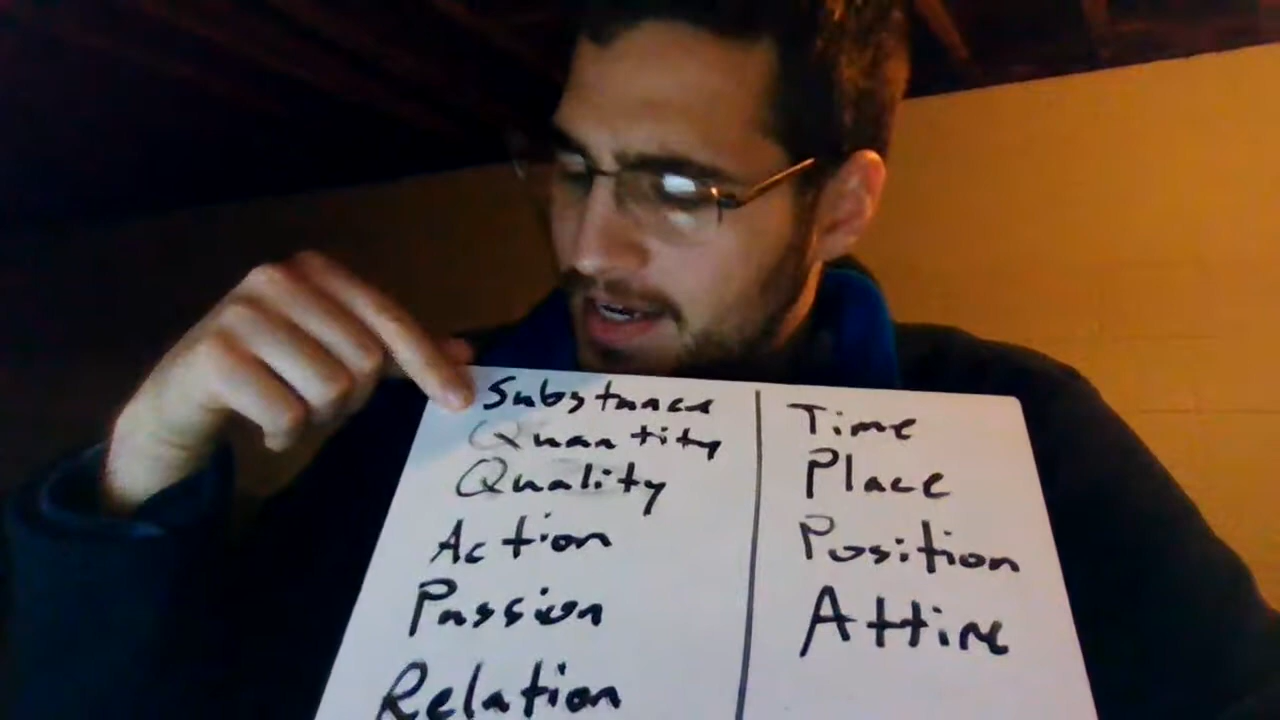 Substance
Quantity
Quality
Action
Passion
Relation
Time
Place
Position
Attire